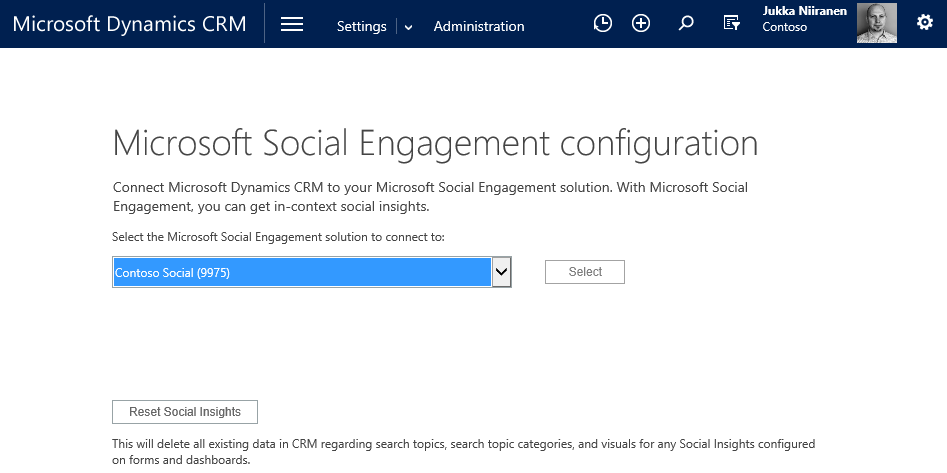 Microsoft Dynamics CRM Settings Administration Jukka Niiranen
Contoso
Microsoft Social Engagement configuration
Connect Microsoft Dynamics CRM to your Microsoft Social Engagement solution. With Microsoft Social
Engagement, you can get in-context social insights.
Select the Microsoft Social Engagement solution to connect to:
Contoso Social (9975) Select
Reset Social Insights
This will delete all existing data in CRM regarding search topics, search topic categories, and visuals for any Social Insights configured
on forms and dashboards.